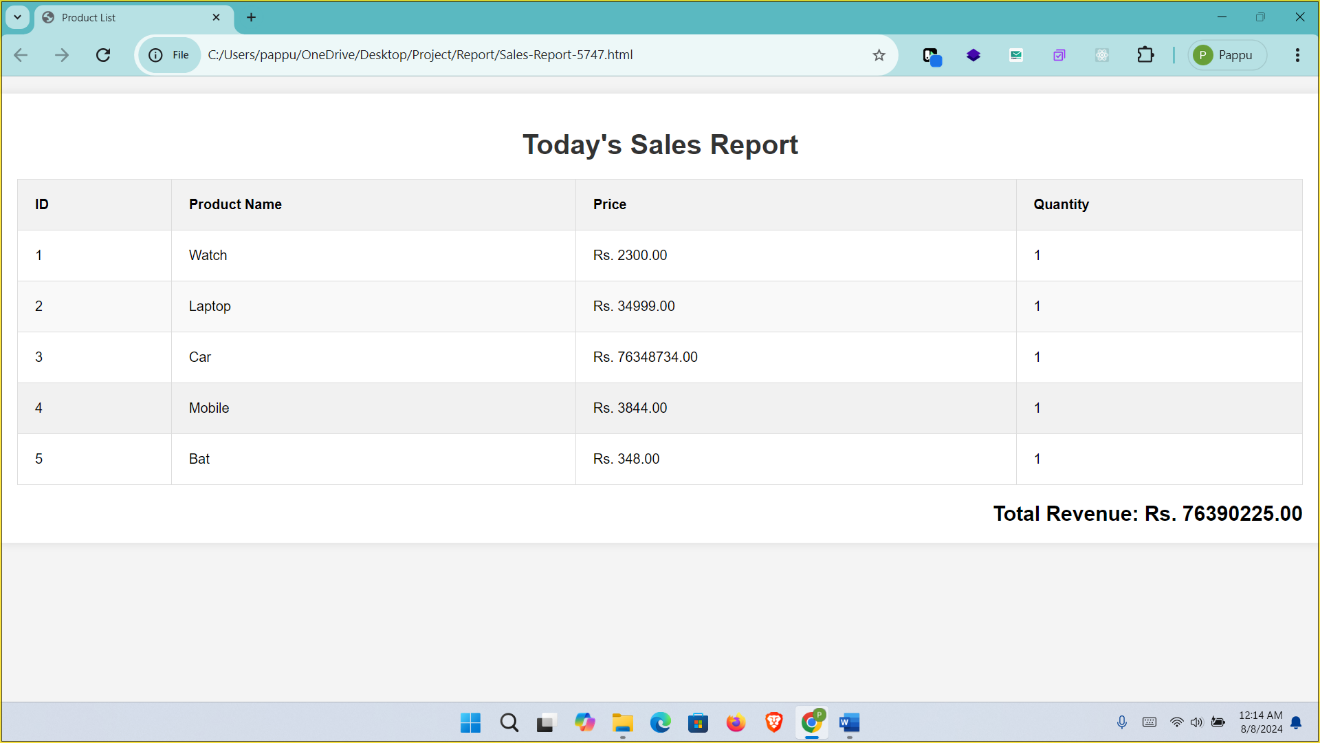 Product List
File C:/Users/pappu/OneDrive/Desktop/Project/Report/Sales-Report-5747.html P Pappu
Today's Sales Report
ID Product Name Price Quantity
1 Watch Rs. 2300.00 1
2 Laptop Rs. 34999.00 1
3 Car Rs. 76348734.00 1
4 Mobile Rs. 3844.00 1
5 Bat Rs. 348.00 1
Total Revenue: Rs. 76390225.00
12:14 AM
8/8/2024